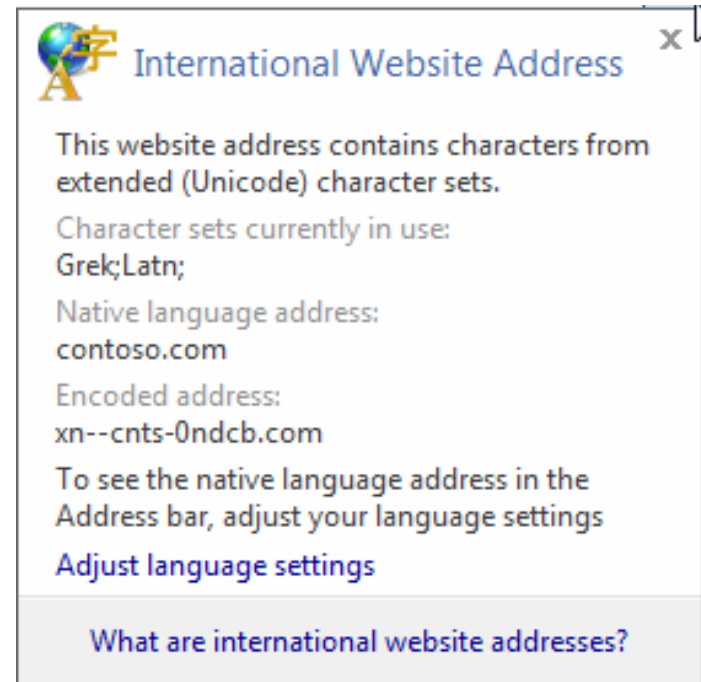 International Website Address
This website address contains characters from
extended (Unicode) character sets.
Character sets currently in use:
Grek;Latn;
Native language address:
contoso.com
Encoded address:
xn--cnts-0ndcb.com
To see the native language address in the
Address bar, adjust your language settings
Adjust language settings
What are international website addresses?